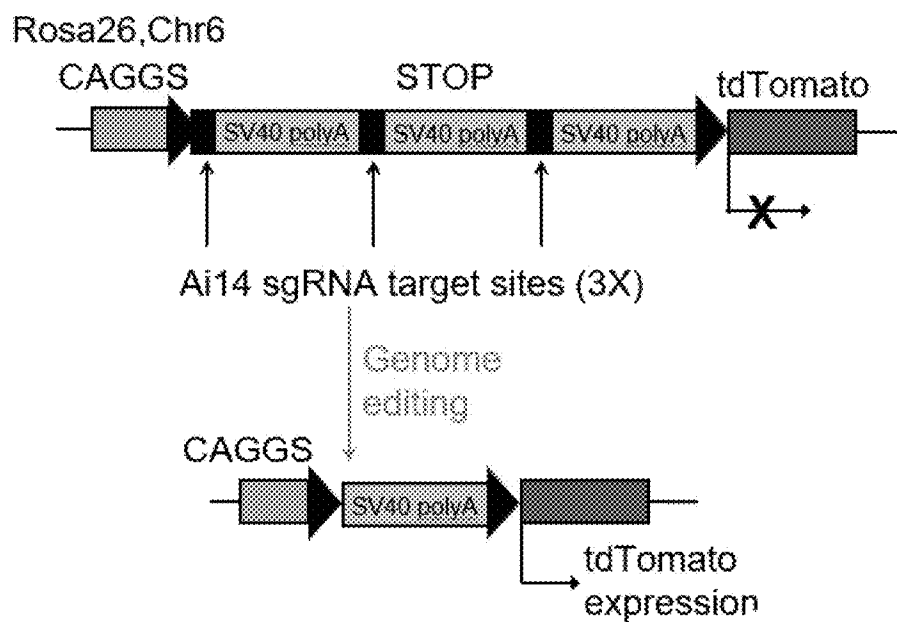 Rosa26,Chr6
CAGGS
STOP
tdTomato
SV40 polyA
SV40 polyA
SV40 polyA
X
Ai14 sgRNA target sites (3X)
Genome
editing
CAGGS
SV40 polyA
tdTomato
expression